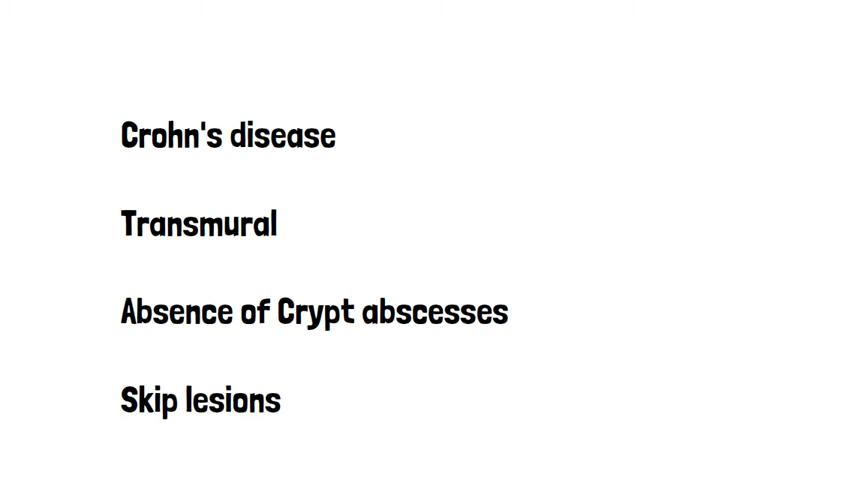 Crohn's disease
Transmural
Absence of Crypt abscesses
Skip lesions